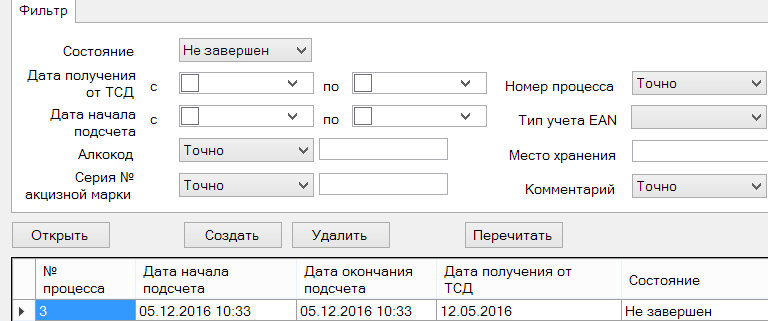 Фильтр
Состояние Не завершен
Дата получения
от ТСД с по Номер процесса Точно
Дата начала
подсчета с по Тип учета EAN
Алкокод Точно Место хранения
Серия №
акцизной марки Точно Комментарий Точно
Открыть Создать Удалить Перечитать
№
процесса Дата начала
подсчета Дата окончания
подсчета Дата получения от
ТСД Состояние
3 05.12.2016 10:33 05.12.2016 10:33 12.05.2016 Не завершен